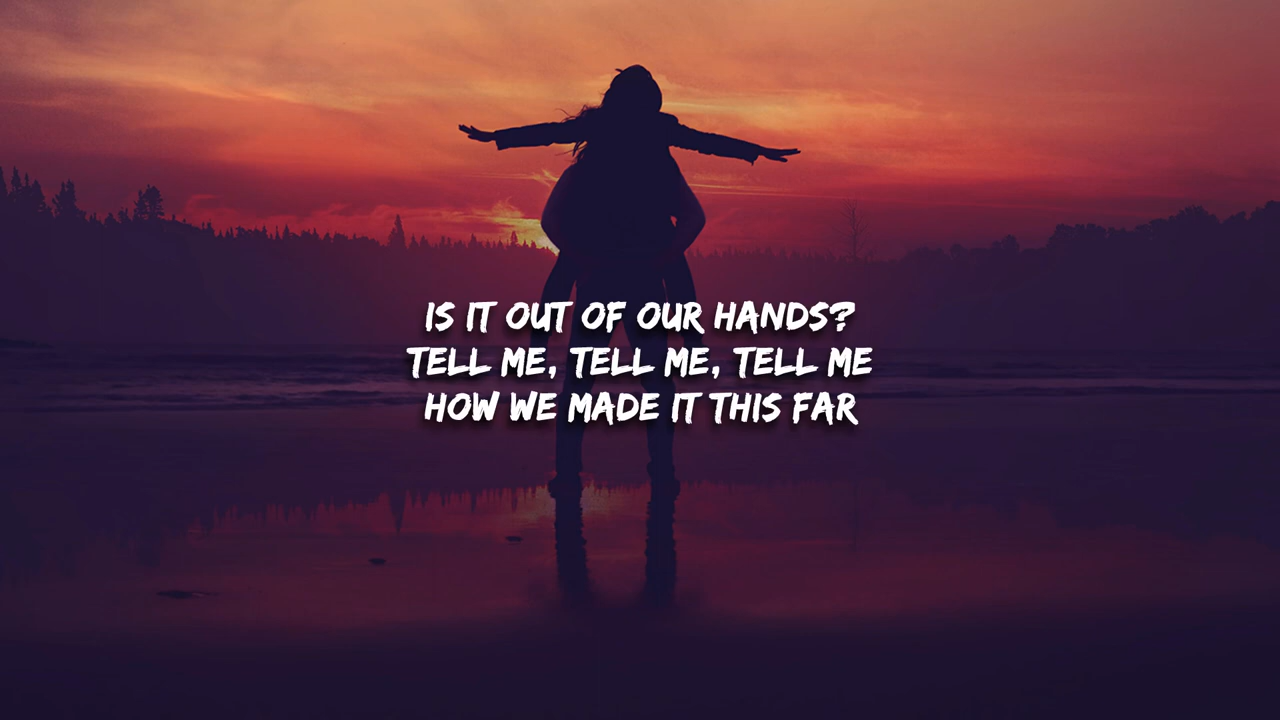 IS IT OUT OF OUR HANDS?
TELL ME, TELL ME, TELL ME
HOW WE MADE IT THIS FAR